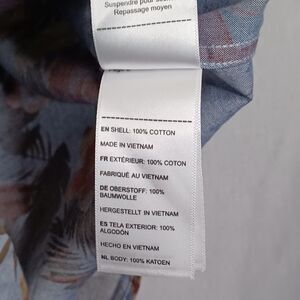 Suspendre pour
Repassage moyen
EN SHELL: 100% COTTON
MADE IN VIETNAM
FR EXTÉRIEUR: 100% COTON
FABRIQUÉ AU VIETNAM
DE OBERSTOFF: 100%
BAUMWOLLE
HERGESTELLT IN VIETNAM
ES TELA EXTERIOR: 100%
ALGODÓN
HECHO EN VIETNAM
NL BODY: 100% KATOEN